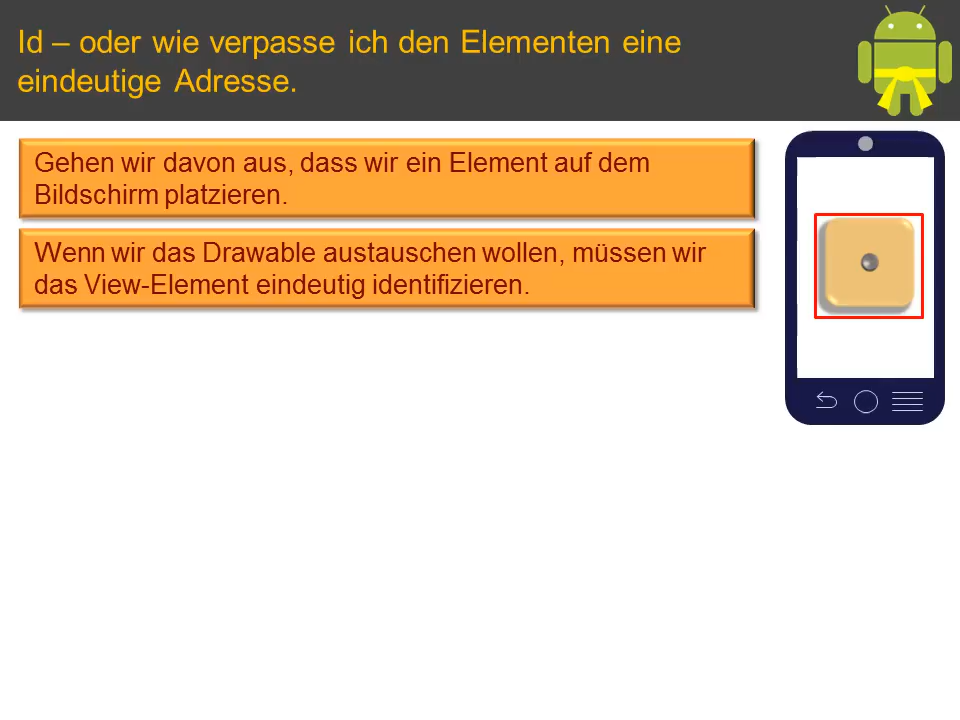 Id – oder wie verpasse ich den Elementen eine
eindeutige Adresse.
Gehen wir davon aus, dass wir ein Element auf dem
Bildschirm platzieren.
Wenn wir das Drawable austauschen wollen, müssen wir
das View-Element eindeutig identifizieren.